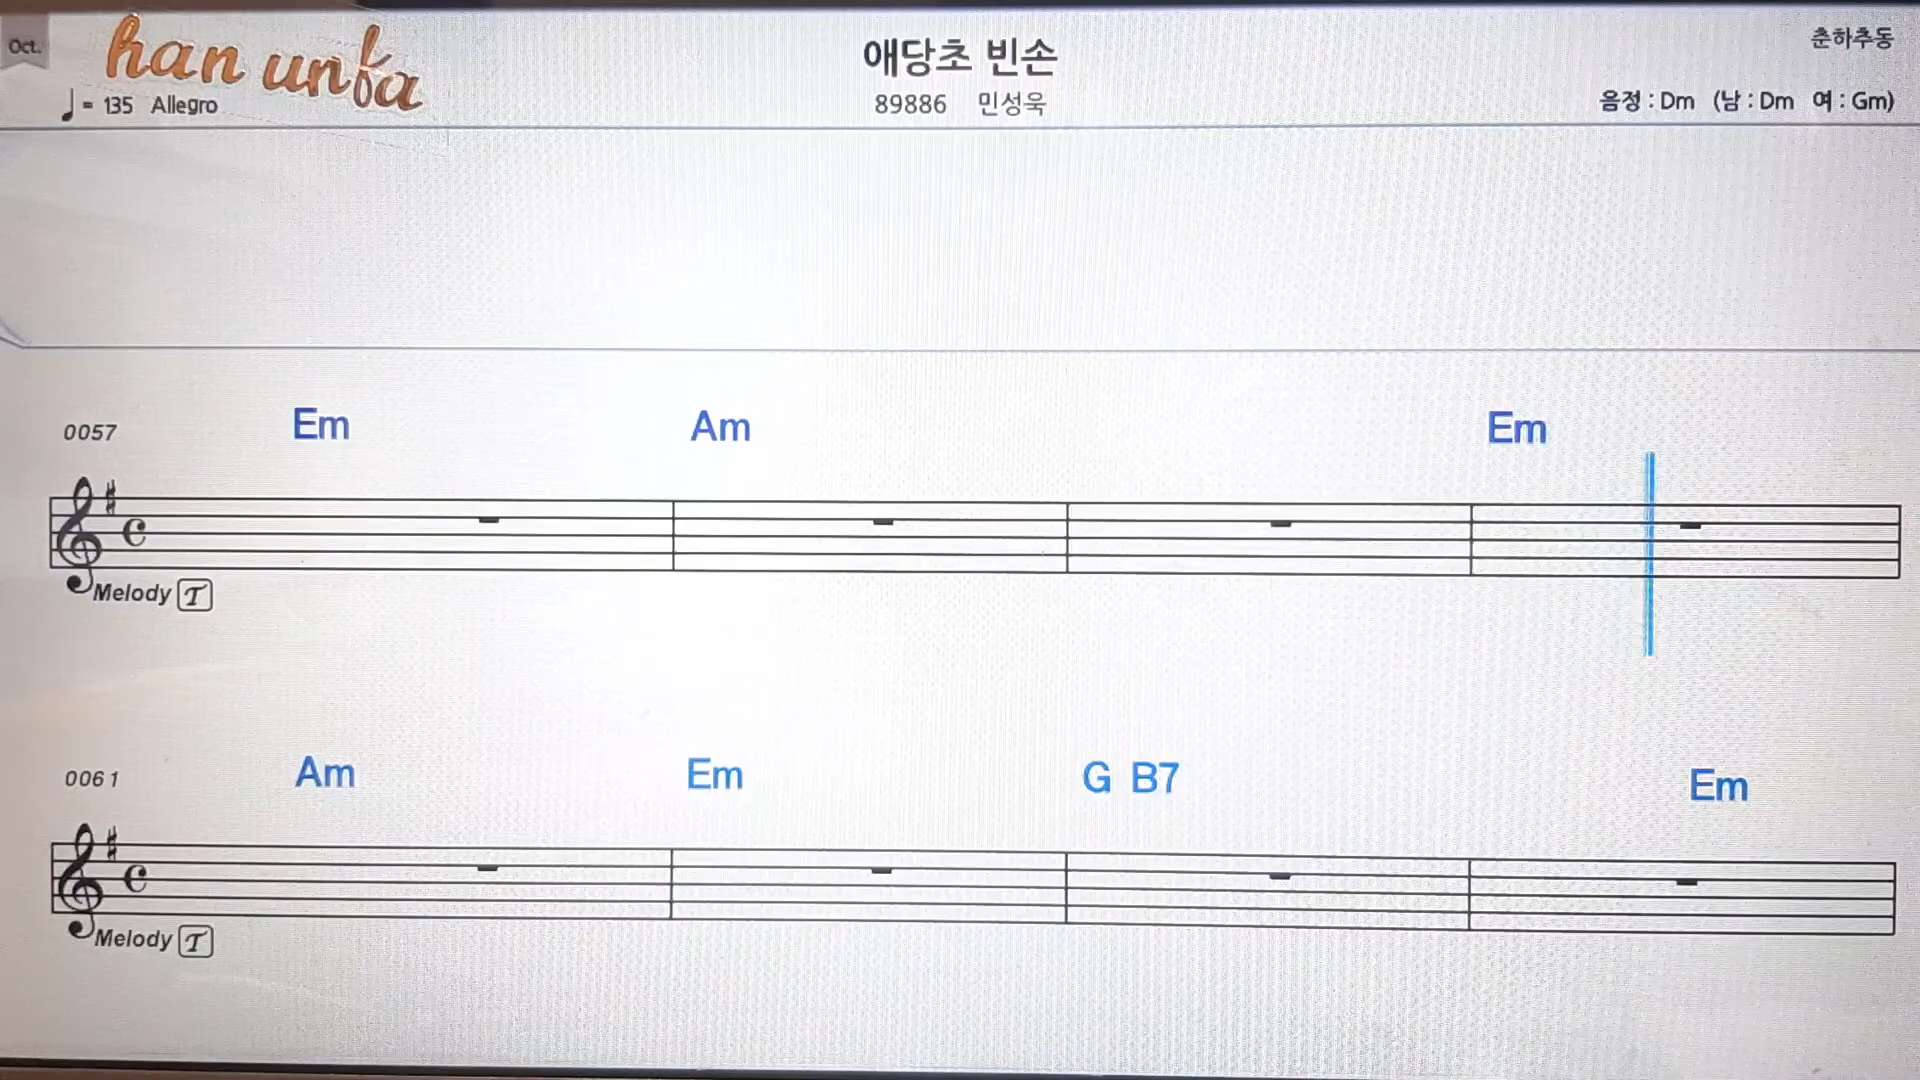 Oct.
han unfa
애당초 빈손
춘하추동
♩= 135 Allegro
89886 민성욱
음정 : Dm (남 : Dm 여 : Gm)
0057 Em Am Em
Melody T
0061 Am Em G B7 Em
Melody T